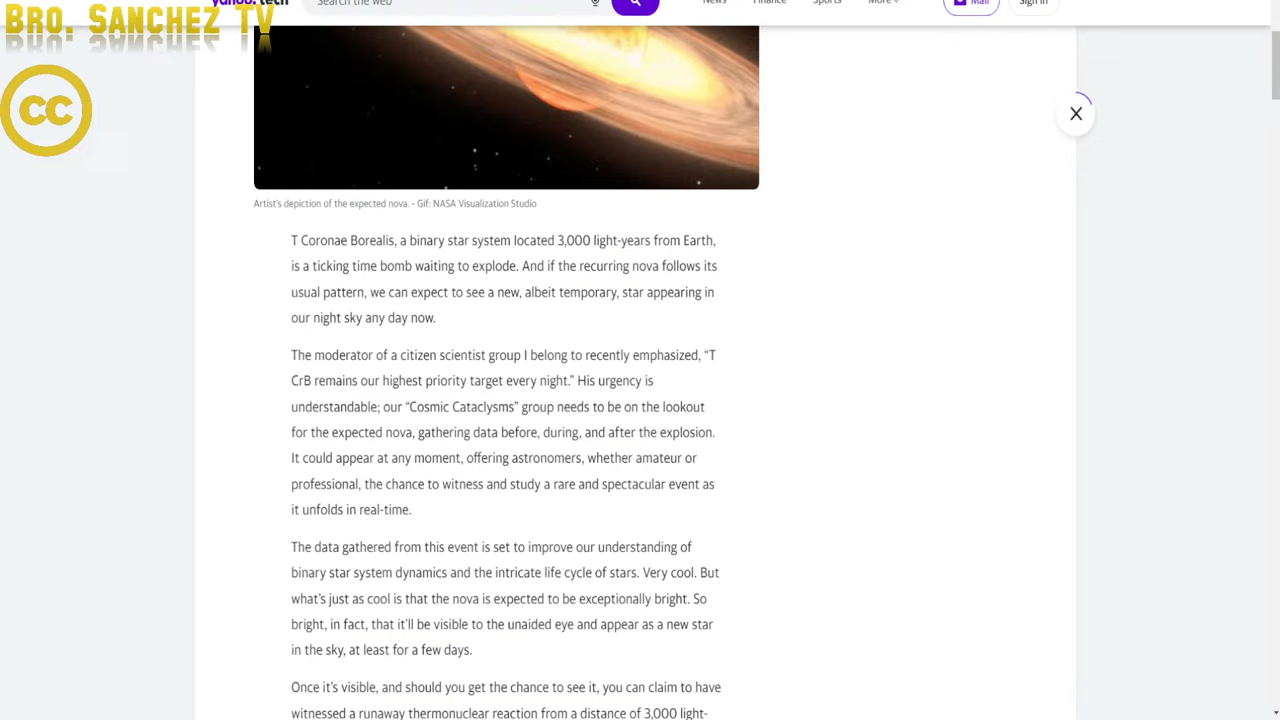 BRO. SANCHEZ TV
yahoo!tech
Search the web
News
Finance
Sports
More
Mail
Sign in
CC
X
Artist's depiction of the expected nova. - Gif: NASA Visualization Studio
T Coronae Borealis, a binary star system located 3,000 light-years from Earth,
is a ticking time bomb waiting to explode. And if the recurring nova follows its
usual pattern, we can expect to see a new, albeit temporary, star appearing in
our night sky any day now.
The moderator of a citizen scientist group I belong to recently emphasized, “T
CrB remains our highest priority target every night.” His urgency is
understandable; our “Cosmic Cataclysms” group needs to be on the lookout
for the expected nova, gathering data before, during, and after the explosion.
It could appear at any moment, offering astronomers, whether amateur or
professional, the chance to witness and study a rare and spectacular event as
it unfolds in real-time.
The data gathered from this event is set to improve our understanding of
binary star system dynamics and the intricate life cycle of stars. Very cool. But
what’s just as cool is that the nova is expected to be exceptionally bright. So
bright, in fact, that it’ll be visible to the unaided eye and appear as a new star
in the sky, at least for a few days.
Once it’s visible, and should you get the chance to see it, you can claim to have
witnessed a runaway thermonuclear reaction from a distance of 3,000 light-